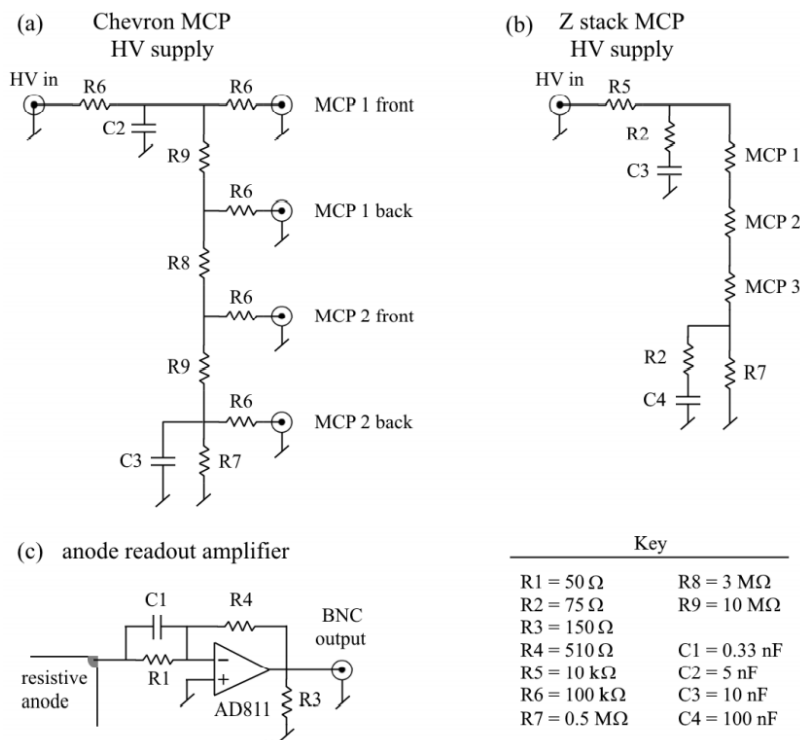 (a) Chevron MCP
HV supply
HV in
R6
R6
MCP 1 front
C2
R9
R6
MCP 1 back
R8
R6
MCP 2 front
R9
R6
MCP 2 back
C3
R7
(b) Z stack MCP
HV supply
HV in
R5
R2
C3
MCP 1
MCP 2
MCP 3
R2
C4
R7
(c) anode readout amplifier
C1
R4
BNC
output
resistive
anode
R1
−
+
AD811
R3
Key
R1 = 50 Ω
R2 = 75 Ω
R3 = 150 Ω
R4 = 510 Ω
R5 = 10 kΩ
R6 = 100 kΩ
R7 = 0.5 MΩ
R8 = 3 MΩ
R9 = 10 MΩ
C1 = 0.33 nF
C2 = 5 nF
C3 = 10 nF
C4 = 100 nF